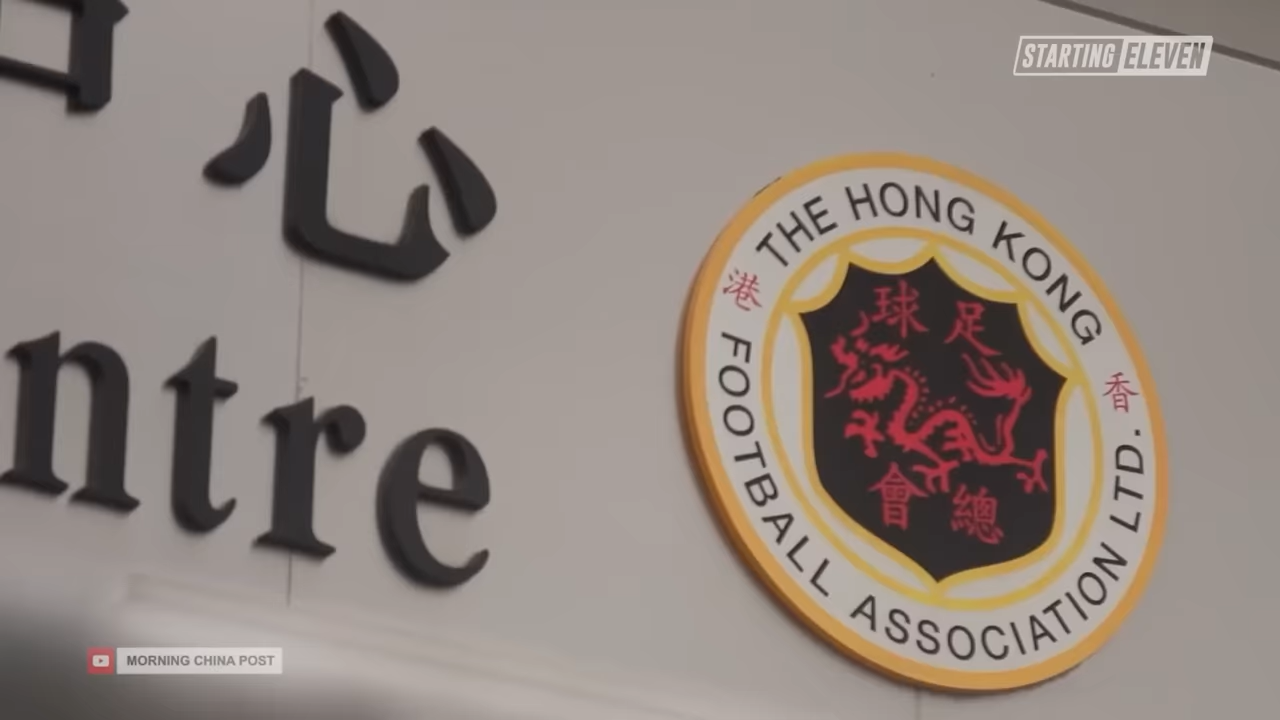 STARTING ELEVEN
心
ntre
THE HONG KONG
香港
足球
總會
FOOTBALL ASSOCIATION LTD.
MORNING CHINA POST